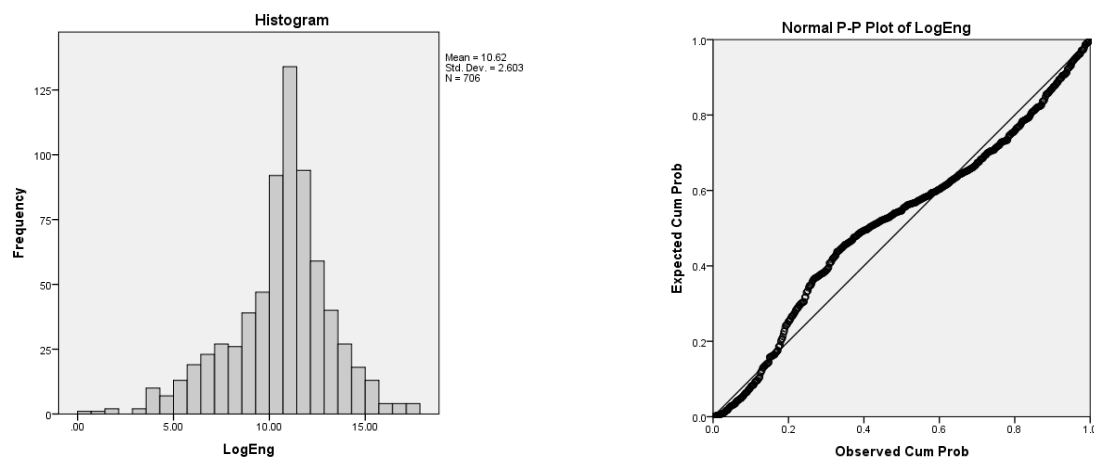 Histogram
Mean = 10.62
Std. Dev. = 2.603
N = 706
125
100
75
50
25
0
Frequency
.00 5.00 10.00 15.00
LogEng
Normal P-P Plot of LogEng
1.0
0.8
0.6
0.4
0.2
0.0
Expected Cum Prob
0.0 0.2 0.4 0.6 0.8 1.0
Observed Cum Prob